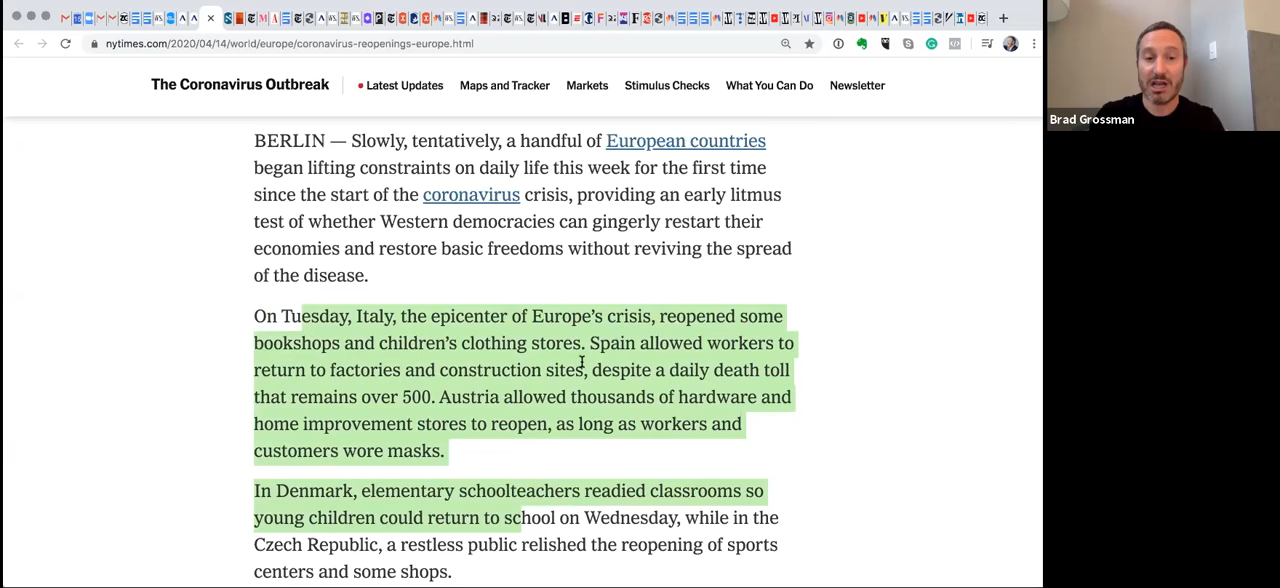 nytimes.com/2020/04/14/world/europe/coronavirus-reopenings-europe.html
The Coronavirus Outbreak
Latest Updates
Maps and Tracker
Markets
Stimulus Checks
What You Can Do
Newsletter
Brad Grossman
BERLIN — Slowly, tentatively, a handful of European countries
began lifting constraints on daily life this week for the first time
since the start of the coronavirus crisis, providing an early litmus
test of whether Western democracies can gingerly restart their
economies and restore basic freedoms without reviving the spread
of the disease.
On Tuesday, Italy, the epicenter of Europe’s crisis, reopened some
bookshops and children’s clothing stores. Spain allowed workers to
return to factories and construction sites, despite a daily death toll
that remains over 500. Austria allowed thousands of hardware and
home improvement stores to reopen, as long as workers and
customers wore masks.
In Denmark, elementary schoolteachers readied classrooms so
young children could return to school on Wednesday, while in the
Czech Republic, a restless public relished the reopening of sports
centers and some shops.